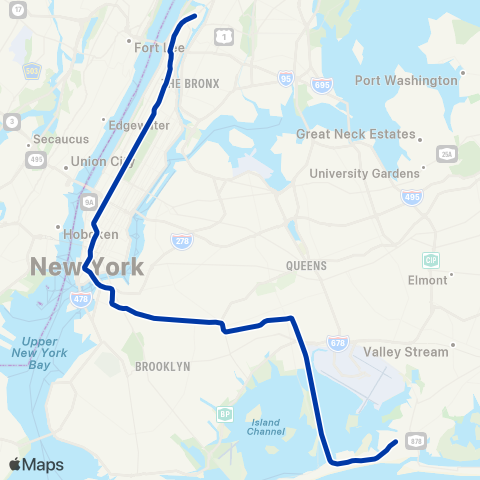 17
Fort Lee
1
THE BRONX
95
695
Port Washington
Edgewater
3
Secaucus
495
Union City
Great Neck Estates
25A
University Gardens
495
9A
Hoboken
278
New York
QUEENS
CIP
Elmont
478
Upper
New York
Bay
678
Valley Stream
BROOKLYN
BP
Island
Channel
878
Maps